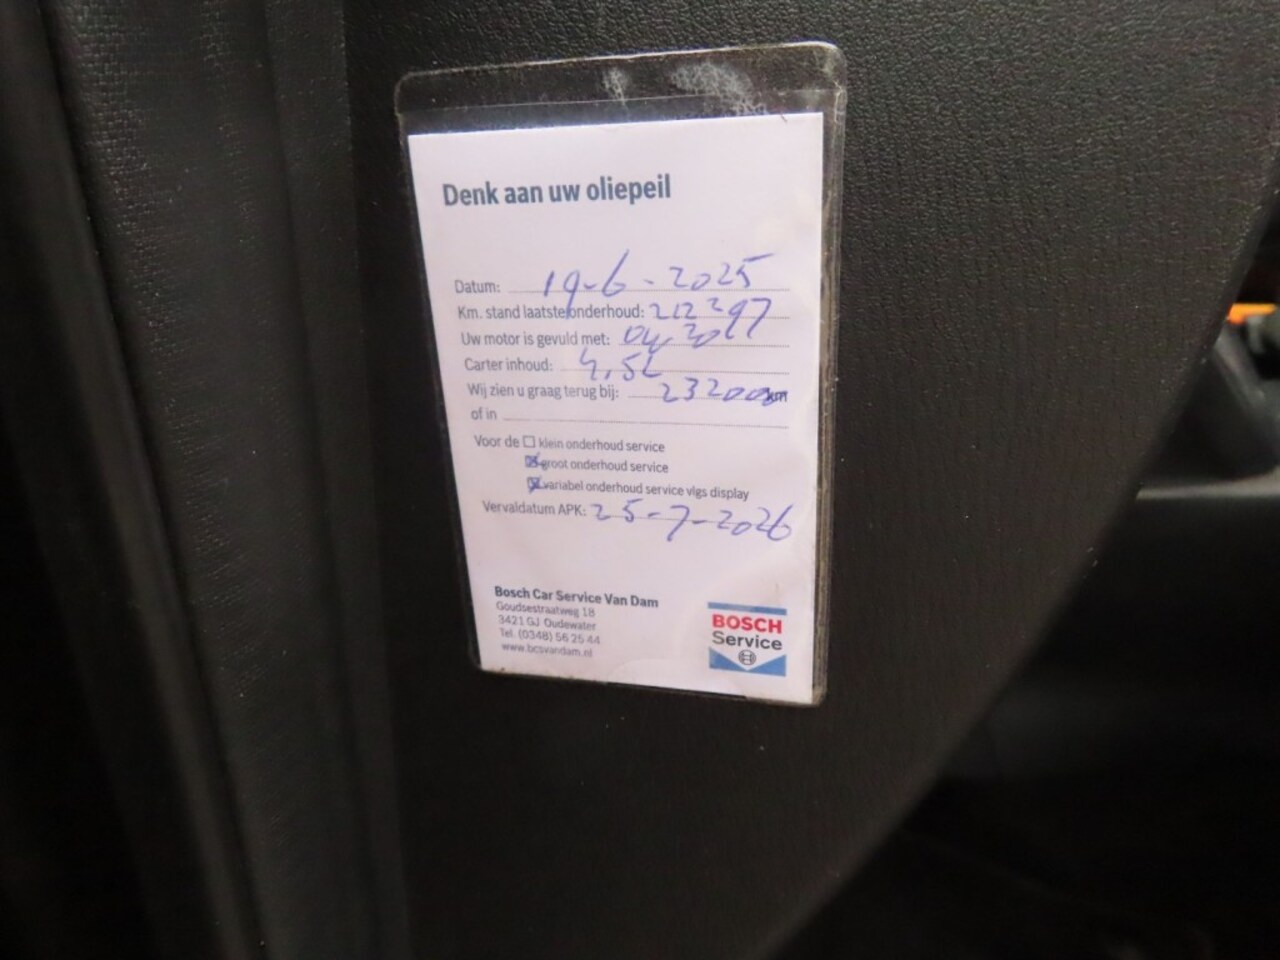 Denk aan uw oliepeil
Datum: 19-6-2025
Km. stand laatste onderhoud: 212297
Uw motor is gevuld met:
Carter inhoud: 4,5L
Wij zien u graag terug bij: 232000 km
of in
Voor de klein onderhoud service
groot onderhoud service
variabel onderhoud service vlgs display
Vervaldatum APK: 25-7-2026
Bosch Car Service Van Dam
Goudsestraatweg 18
3421 GJ Oudewater
Tel. (0348) 56 25 44
www.bcsvandam.nl
BOSCH
Service